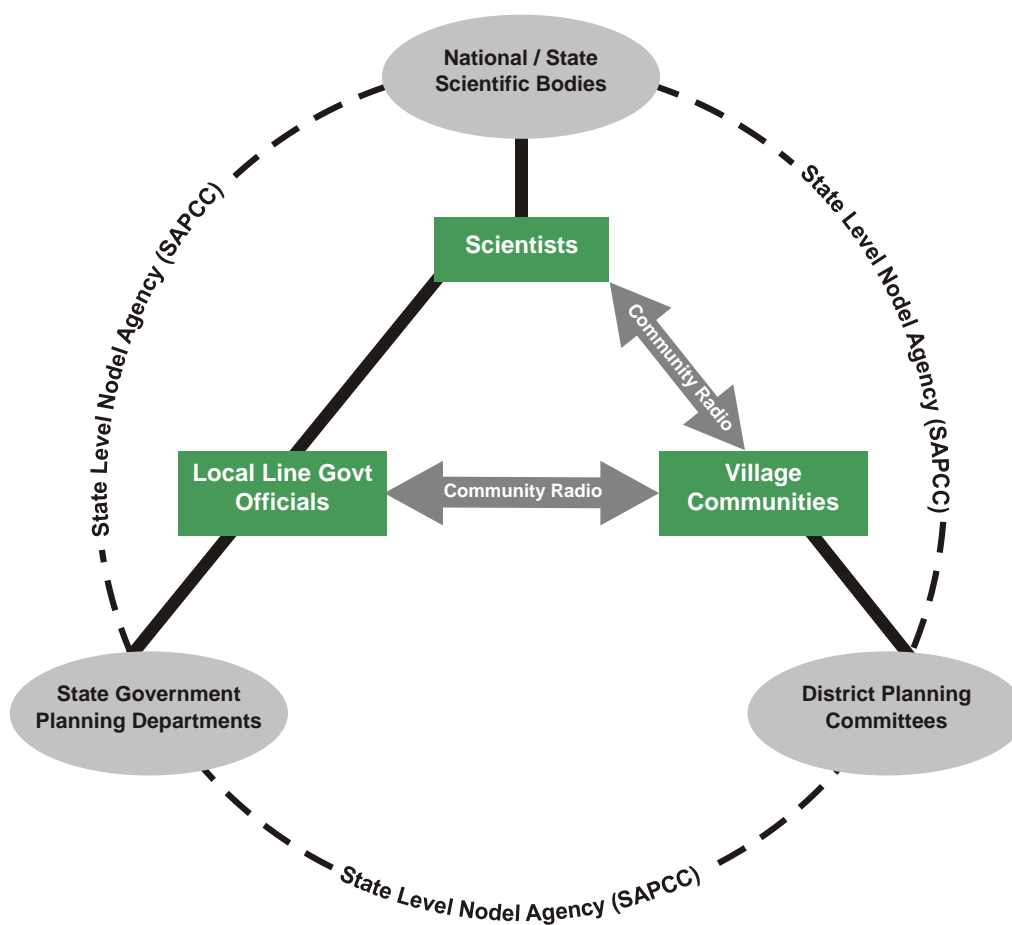 National / State
Scientific Bodies
State Level Nodel Agency (SAPCC)
State Level Nodel Agency (SAPCC)
Scientists
Community Radio
Local Line Govt
Officials
Community Radio
Village
Communities
State Government
Planning Departments
District Planning
Committees
State Level Nodel Agency (SAPCC)